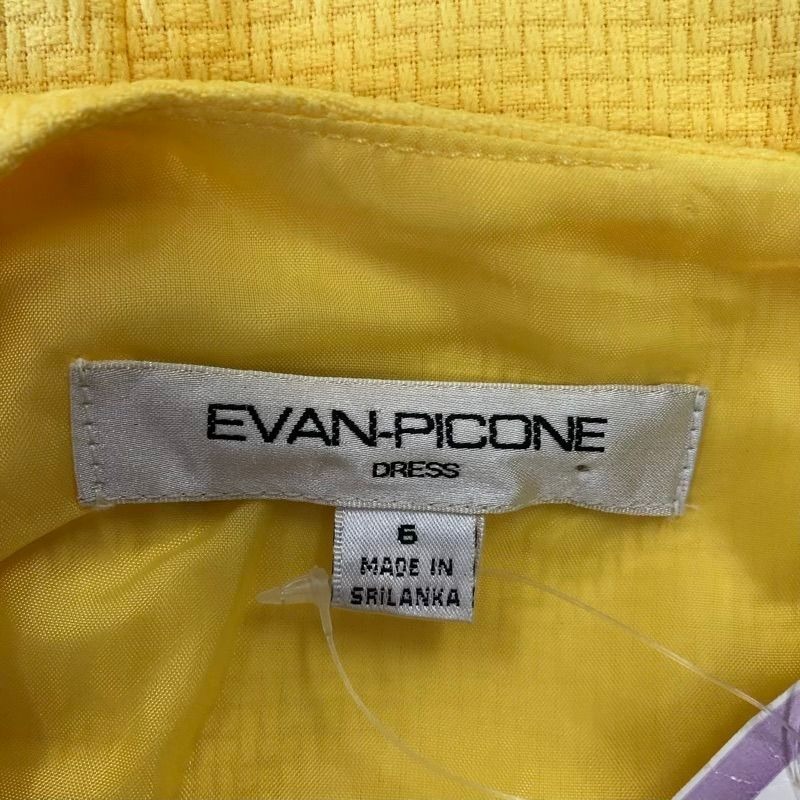 EVAN-PICONE
DRESS
6
MADE IN
SRILANKA